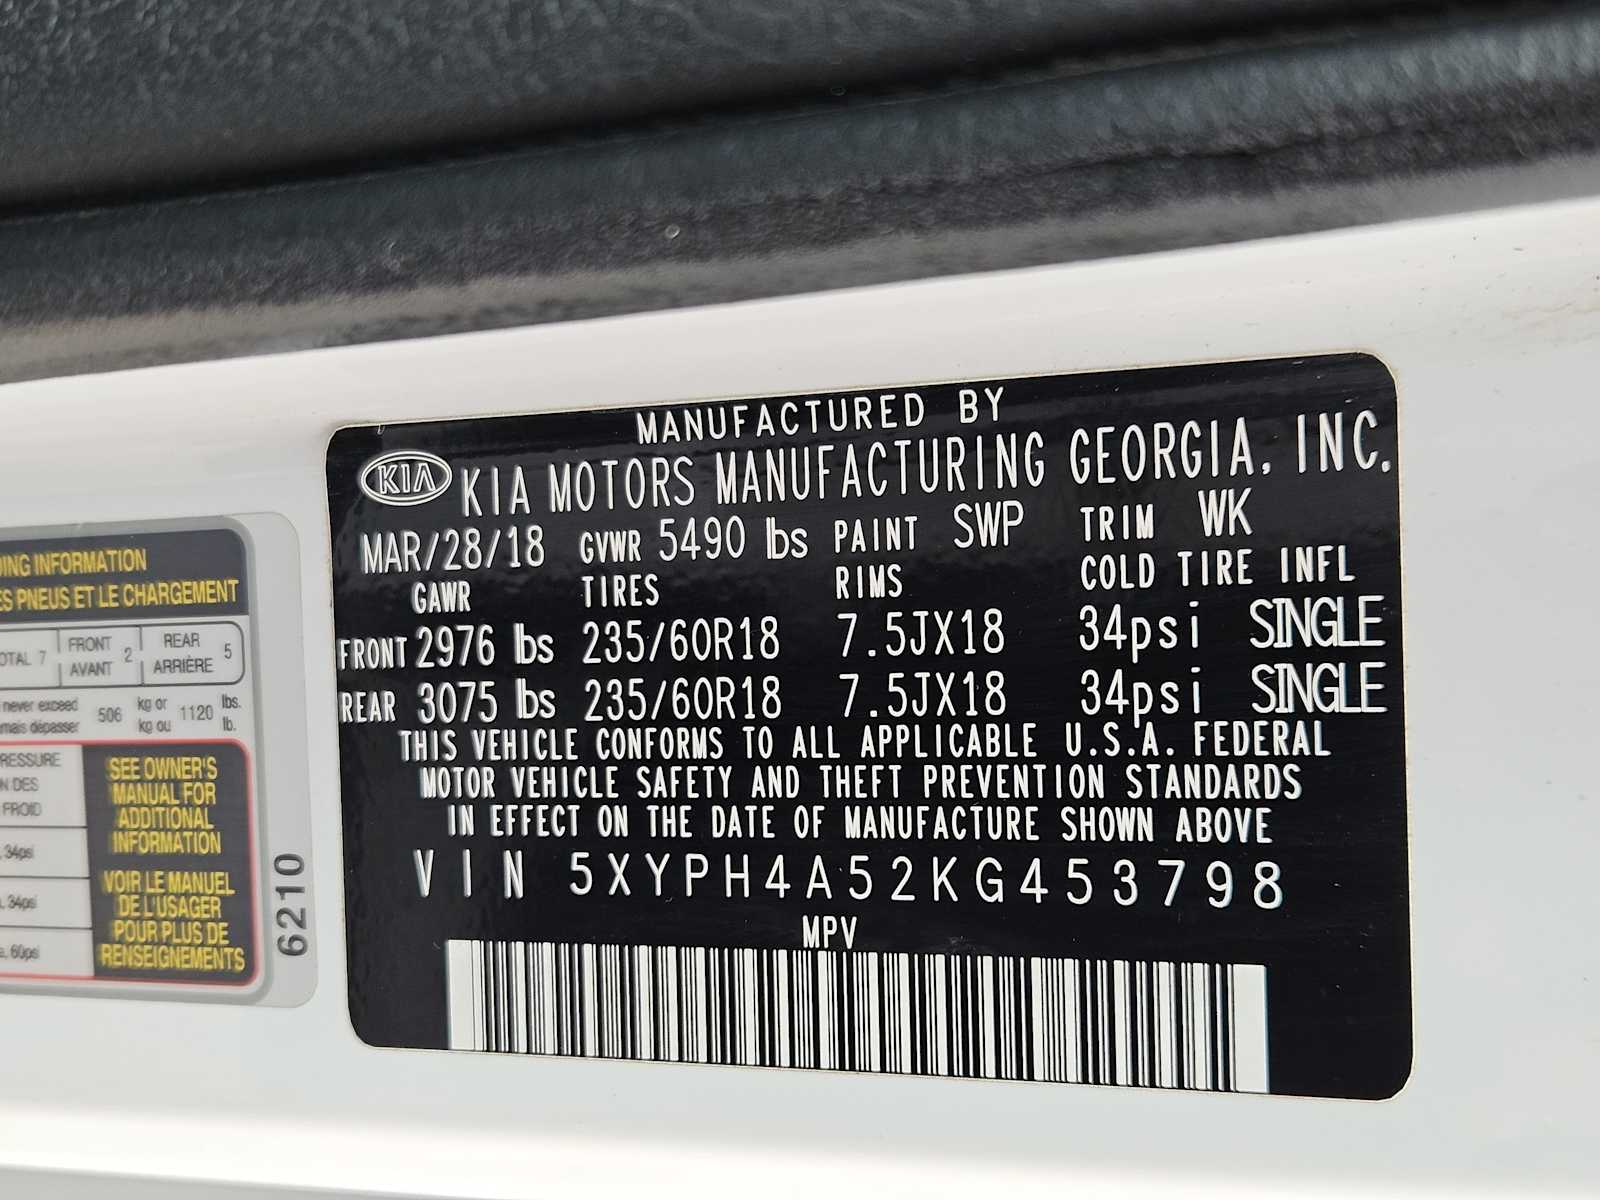 MANUFACTURED BY
KIA KIA MOTORS MANUFACTURING GEORGIA, INC.
MAR/28/18 GVWR 5490 lbs PAINT SWP TRIM WK
GAWR TIRES RIMS COLD TIRE INFL
FRONT 2976 lbs 235/60R18 7.5JX18 34psi SINGLE
REAR 3075 lbs 235/60R18 7.5JX18 34psi SINGLE
THIS VEHICLE CONFORMS TO ALL APPLICABLE U.S.A. FEDERAL
MOTOR VEHICLE SAFETY AND THEFT PREVENTION STANDARDS
IN EFFECT ON THE DATE OF MANUFACTURE SHOWN ABOVE
VIN 5XYPH4A52KG453798
MPV
INFORMATION
PNEUS ET LE CHARGEMENT
7 FRONT 2 REAR 5
AVANT ARRIÈRE
never exceed 506 kg or 1120 lbs.
dépasser kg ou lb.
DES
FROID
34psi
34psi
60psi
SEE OWNER'S
MANUAL FOR
ADDITIONAL
INFORMATION
VOIR LE MANUEL
DE L'USAGER
POUR PLUS DE
RENSEIGNEMENTS
6210